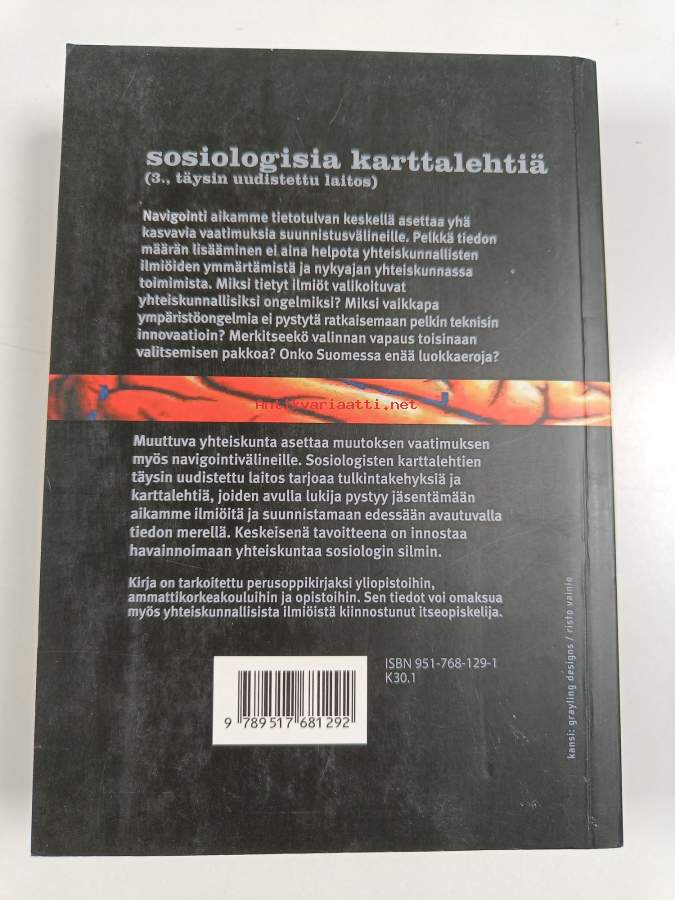 sosiologisia karttalehtiä
(3., täysin uudistettu laitos)
Navigointi aikamme tietotulvan keskellä asettaa yhä
kasvavia vaatimuksia suunnistusvälineille. Pelkkä tiedon
määrän lisääminen ei aina helpota yhteiskunnallisten
ilmiöiden ymmärtämistä ja nykyajan yhteiskunnassa
toimimista. Miksi tietyt ilmiöt valikoituvat
yhteiskunnallisiksi ongelmiksi? Miksi vaikkapa
ympäristöongelmia ei pystytä ratkaisemaan pelkin teknisin
innovaatioin? Merkitseekö valinnan vapaus toisinaan
valitsemisen pakkoa? Onko Suomessa enää luokkaeroja?
Antikvariaatti.net
Muuttuva yhteiskunta asettaa muutoksen vaatimuksen
myös navigointivälineille. Sosiologisten karttalehtien
täysin uudistettu laitos tarjoaa tulkintakehyksiä ja
karttalehtiä, joiden avulla lukija pystyy jäsentämään
aikamme ilmiöitä ja suunnistamaan edessään avautuvalla
tiedon merellä. Keskeisenä tavoitteena on innostaa
havainnoimaan yhteiskuntaa sosiologin silmin.
Kirja on tarkoitettu perusoppikirjaksi yliopistoihin,
ammattikorkeakouluihin ja opistoihin. Sen tiedot voi omaksua
myös yhteiskunnallisista ilmiöistä kiinnostunut itseopiskelija.
ISBN 951-768-129-1
K30.1
9 789517 681292
kansi: grayling designs / risto vainio